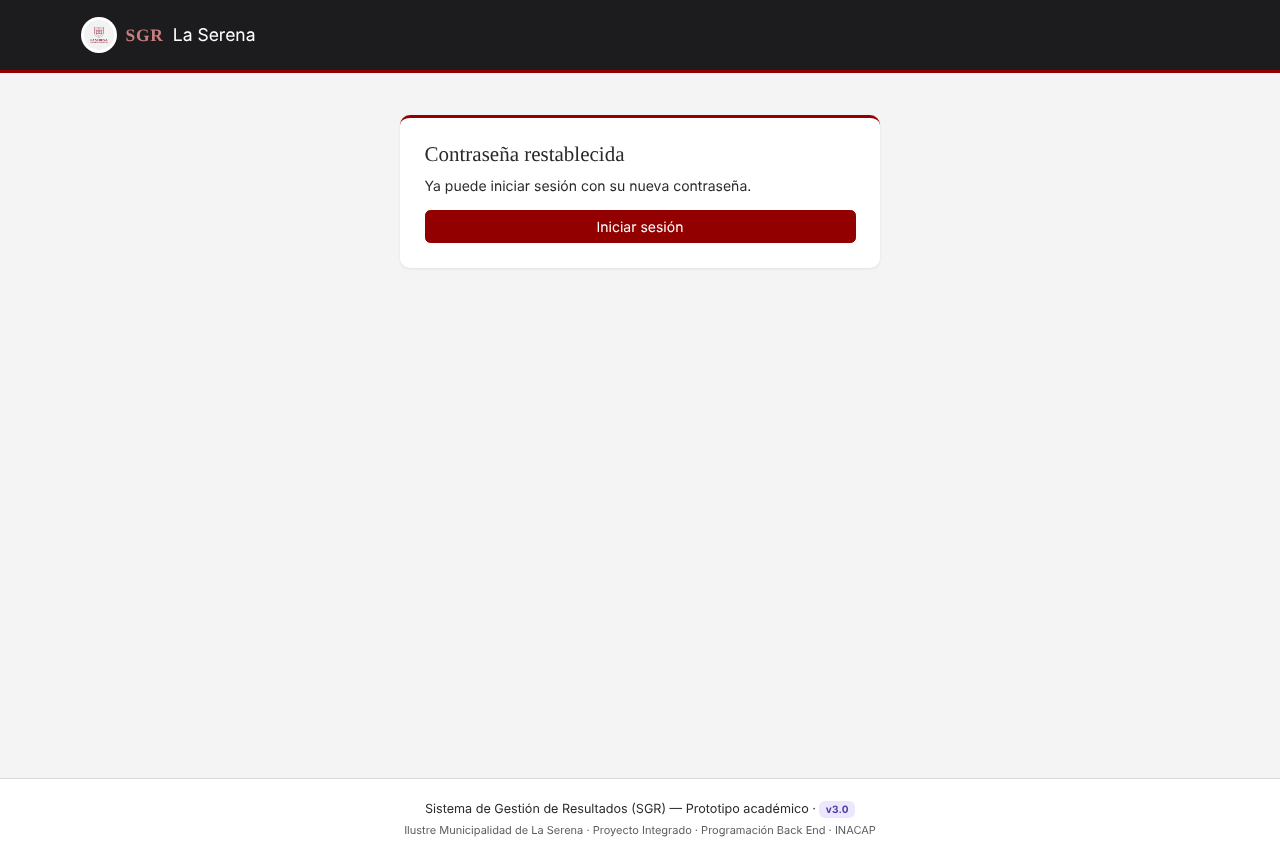 SGR La Serena
Contraseña restablecida
Ya puede iniciar sesión con su nueva contraseña.
Iniciar sesión
Sistema de Gestión de Resultados (SGR) — Prototipo académico · v3.0
Ilustre Municipalidad de La Serena · Proyecto Integrado · Programación Back End · INACAP